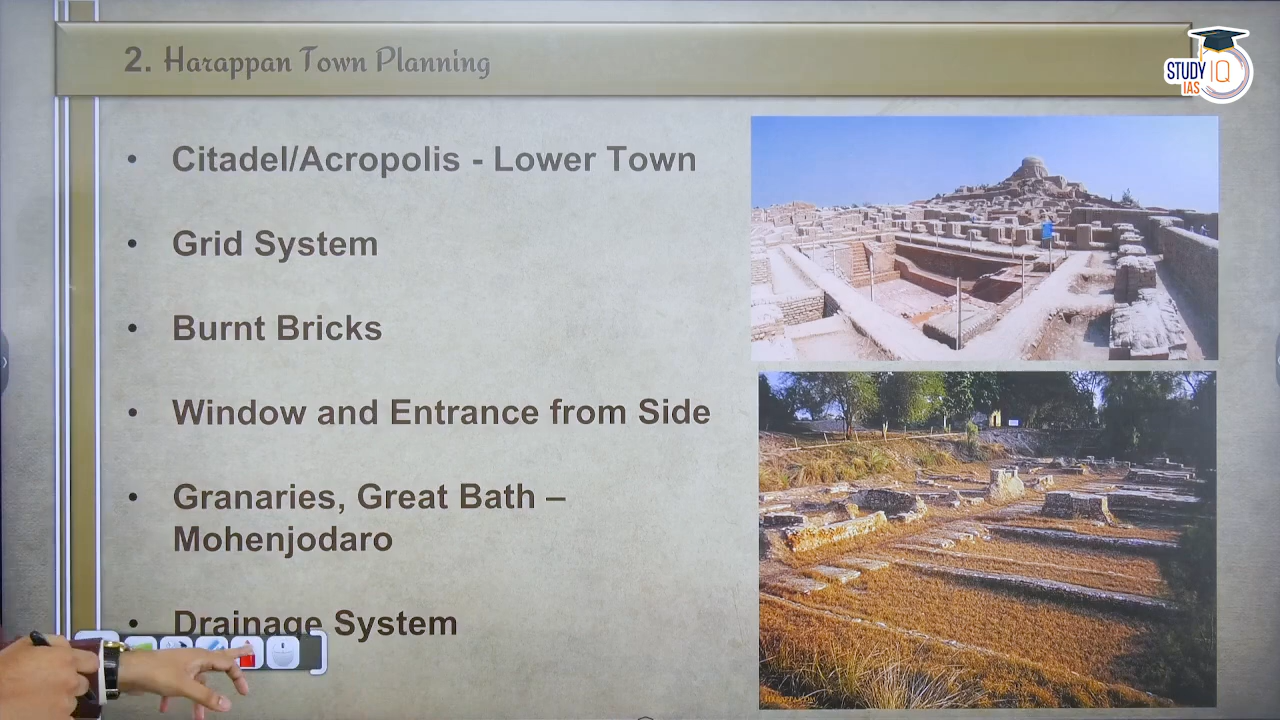 2. Harappan Town Planning
STUDY IQ
IAS
• Citadel/Acropolis - Lower Town
• Grid System
• Burnt Bricks
• Window and Entrance from Side
• Granaries, Great Bath –
Mohenjodaro
• Drainage System